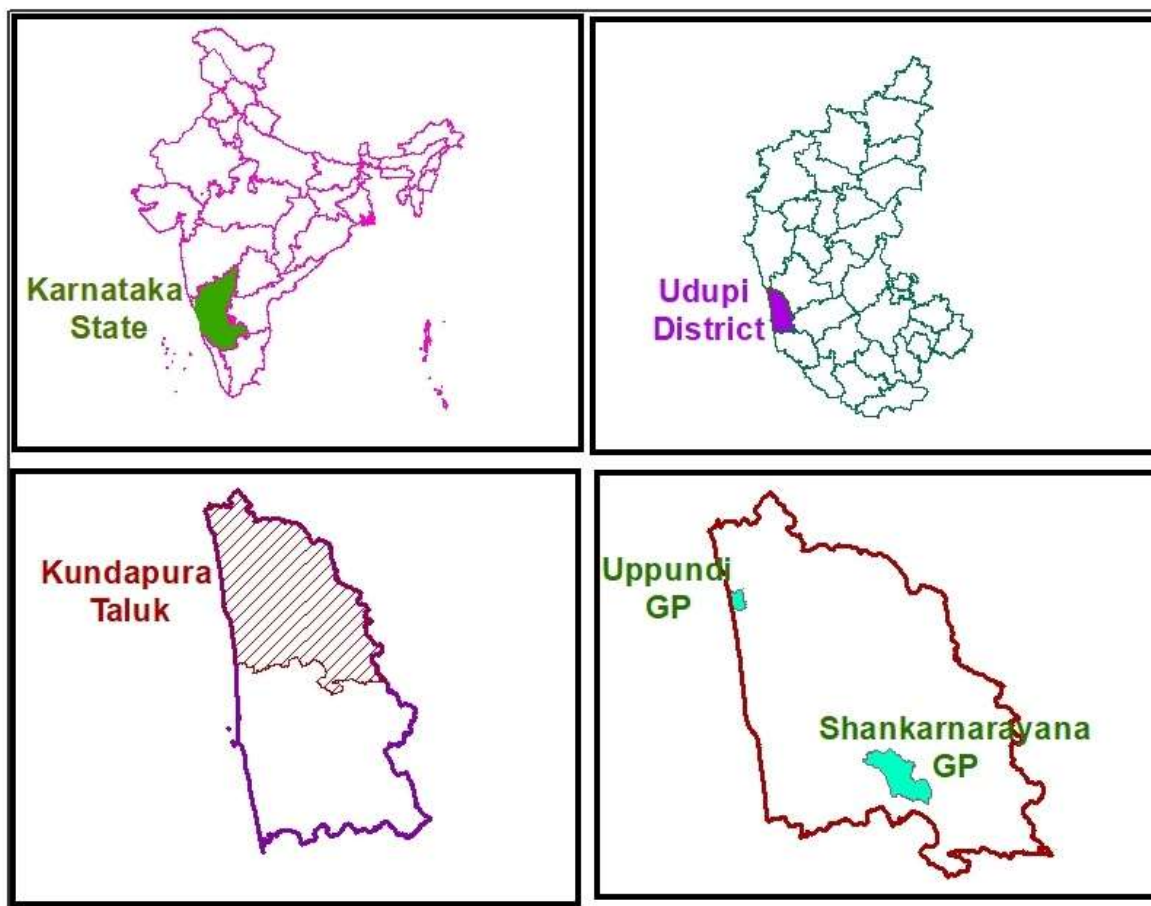 Karnataka
State
Udupi
District
Kundapura
Taluk
Uppundi
GP
Shankarnarayana
GP